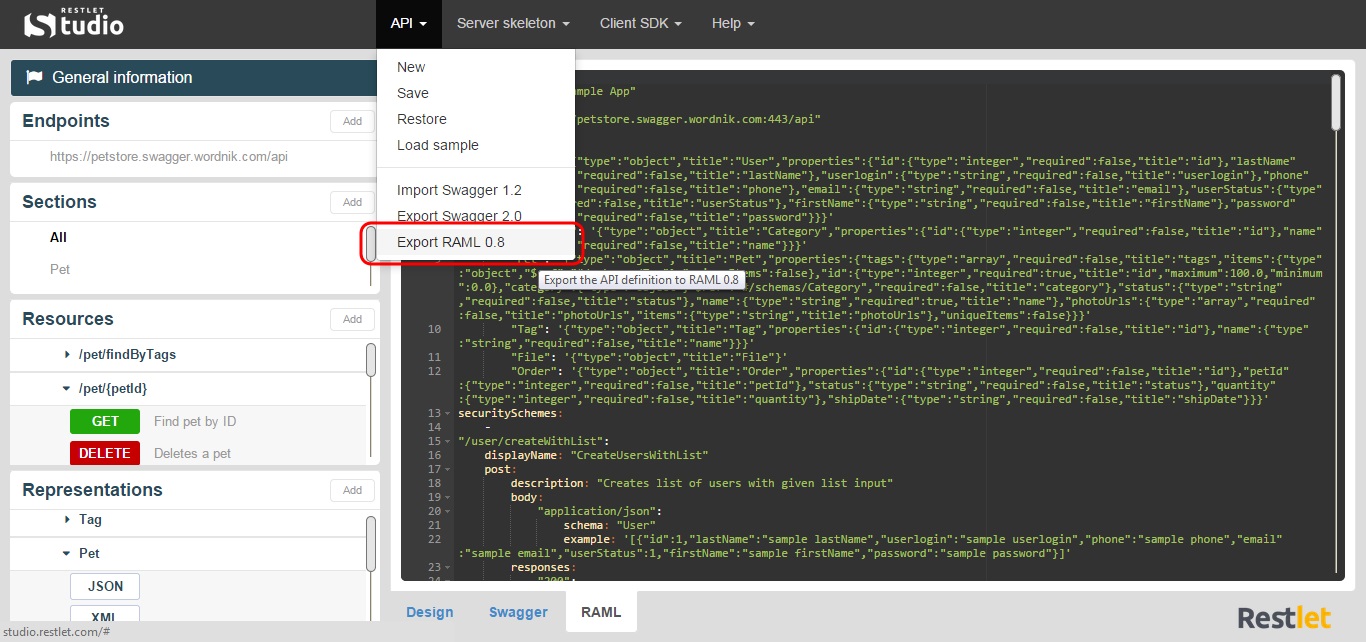 RESTLET
Studio
API
Server skeleton
Client SDK
Help
General information
Endpoints
Add
https://petstore.swagger.wordnik.com/api
Sections
Add
All
Pet
Resources
Add
/pet/findByTags
/pet/{petId}
GET
Find pet by ID
DELETE
Deletes a pet
Representations
Add
Tag
Pet
JSON
XML
studio.restlet.com/#
New
Save
Restore
Load sample
Import Swagger 1.2
Export Swagger 2.0
Export RAML 0.8
Export the API definition to RAML 0.8
mple App"
petstore.swagger.wordnik.com:443/api"
"type":"object","title":"User","properties":{"id":{"type":"integer","required":false,"title":"id"},"lastName"
"required":false,"title":"lastName"},"userlogin":{"type":"string","required":false,"title":"userlogin"},"phone"
"required":false,"title":"phone"},"email":{"type":"string","required":false,"title":"email"},"userStatus":{"type"
"required":false,"title":"userStatus"},"firstName":{"type":"string","required":false,"title":"firstName"},"password"
"required":false,"title":"password"}}}'
: '{"type":"object","title":"Category","properties":{"id":{"type":"integer","required":false,"title":"id"},"name"
"required":false,"title":"name"}}}'
"type":"object","title":"Pet","properties":{"tags":{"type":"array","required":false,"title":"tags","items":{"type"
:"object","$
Items":false},"id":{"type":"integer","required":true,"title":"id","maximum":100.0,"minimum"
:0.0},"category
/schemas/Category","required":false,"title":"category"},"status":{"type":"string"
,"required":false,"title":"status"},"name":{"type":"string","required":true,"title":"name"},"photoUrls":{"type":"array","required"
:false,"title":"photoUrls","items":{"type":"string","title":"photoUrls"},"uniqueItems":false}}}'
10 "Tag": '{"type":"object","title":"Tag","properties":{"id":{"type":"integer","required":false,"title":"id"},"name":{"type"
:"string","required":false,"title":"name"}}}'
11 "File": '{"type":"object","title":"File"}'
12 "Order": '{"type":"object","title":"Order","properties":{"id":{"type":"integer","required":false,"title":"id"},"petId"
:{"type":"integer","required":false,"title":"petId"},"status":{"type":"string","required":false,"title":"status"},"quantity"
:{"type":"integer","required":false,"title":"quantity"},"shipDate":{"type":"string","required":false,"title":"shipDate"}}}'
13 securitySchemes:
14 -
15 "/user/createWithList":
16 displayName: "CreateUsersWithList"
17 post:
18 description: "Creates list of users with given list input"
19 body:
20 "application/json":
21 schema: "User"
22 example: '[{"id":1,"lastName":"sample lastName","userlogin":"sample userlogin","phone":"sample phone","email"
:"sample email","userStatus":1,"firstName":"sample firstName","password":"sample password"}]'
23 responses:
24 "200":
Design
Swagger
RAML
Restlet